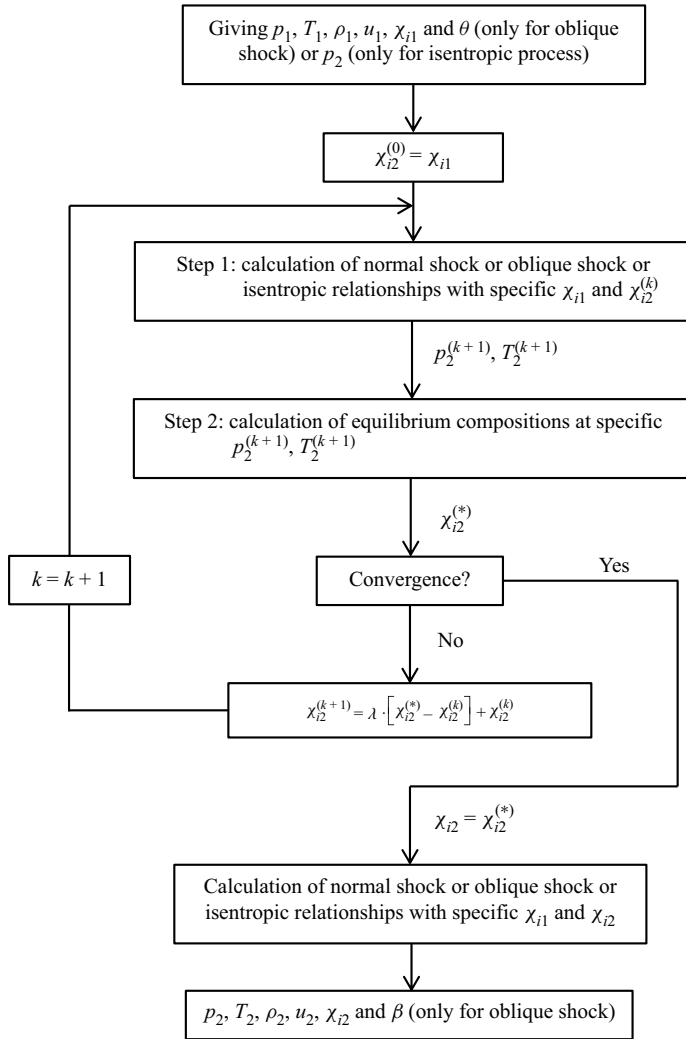 Giving p₁, T₁, ρ₁, u₁, χᵢ₁ and θ (only for oblique
shock) or p₂ (only for isentropic process)
χᵢ₂⁽⁰⁾ = χᵢ₁
Step 1: calculation of normal shock or oblique shock or
isentropic relationships with specific χᵢ₁ and χᵢ₂⁽ᵏ⁾
p₂⁽ᵏ⁺¹⁾, T₂⁽ᵏ⁺¹⁾
Step 2: calculation of equilibrium compositions at specific
p₂⁽ᵏ⁺¹⁾, T₂⁽ᵏ⁺¹⁾
χᵢ₂⁽*⁾
k = k + 1
Convergence?
Yes
No
χᵢ₂⁽ᵏ⁺¹⁾ = λ · [χᵢ₂⁽*⁾ − χᵢ₂⁽ᵏ⁾] + χᵢ₂⁽ᵏ⁾
χᵢ₂ = χᵢ₂⁽*⁾
Calculation of normal shock or oblique shock or
isentropic relationships with specific χᵢ₁ and χᵢ₂
p₂, T₂, ρ₂, u₂, χᵢ₂ and β (only for oblique shock)